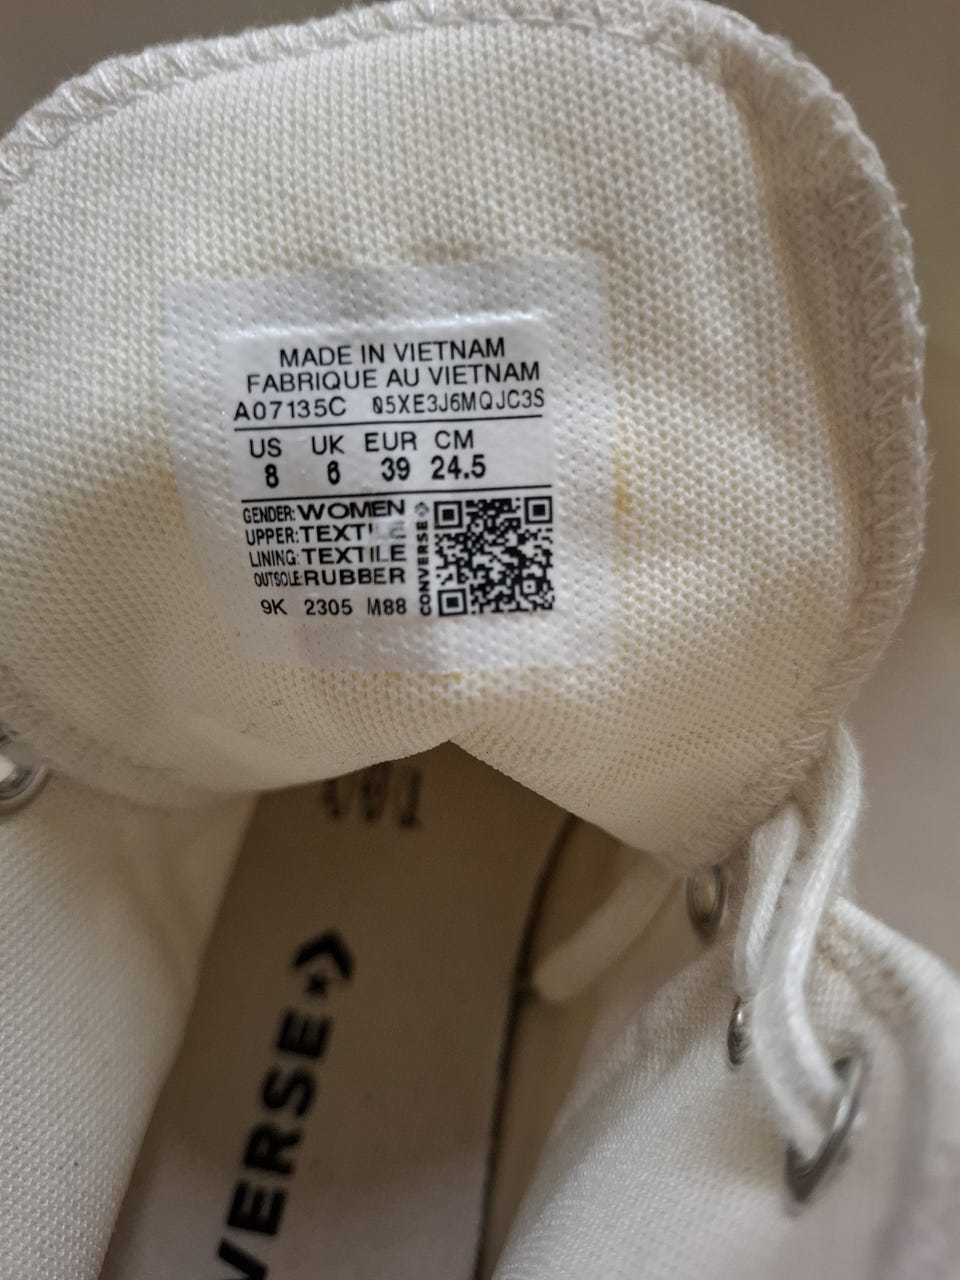 MADE IN VIETNAM
FABRIQUE AU VIETNAM
A07135C 05XE3J6MQJC3S
US UK EUR CM
8 6 39 24.5
GENDER: WOMEN
UPPER: TEXTILE
LINING: TEXTILE
OUTSOLE: RUBBER
9K 2305 M88
CONVERSE
VERSE